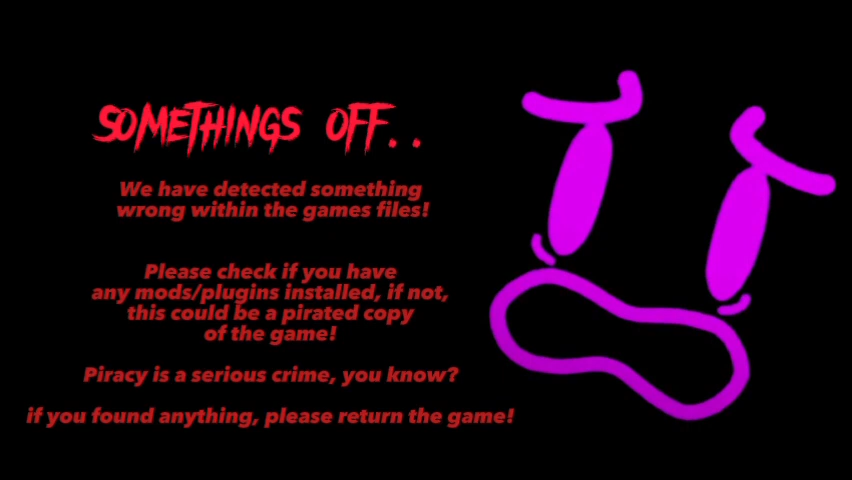 SOMETHINGS OFF..
We have detected something
wrong within the games files!
Please check if you have
any mods/plugins installed, if not,
this could be a pirated copy
of the game!
Piracy is a serious crime, you know?
if you found anything, please return the game!